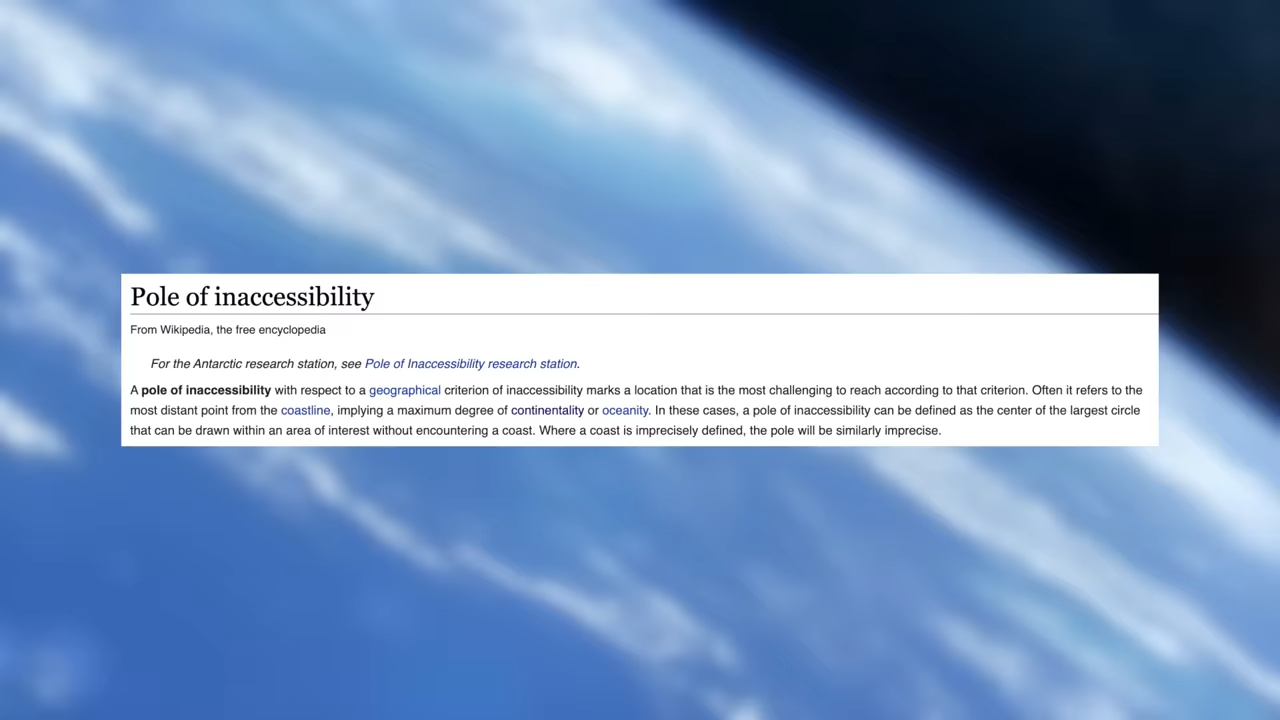 Pole of inaccessibility
From Wikipedia, the free encyclopedia
For the Antarctic research station, see Pole of Inaccessibility research station.
A pole of inaccessibility with respect to a geographical criterion of inaccessibility marks a location that is the most challenging to reach according to that criterion. Often it refers to the
most distant point from the coastline, implying a maximum degree of continentality or oceanity. In these cases, a pole of inaccessibility can be defined as the center of the largest circle
that can be drawn within an area of interest without encountering a coast. Where a coast is imprecisely defined, the pole will be similarly imprecise.